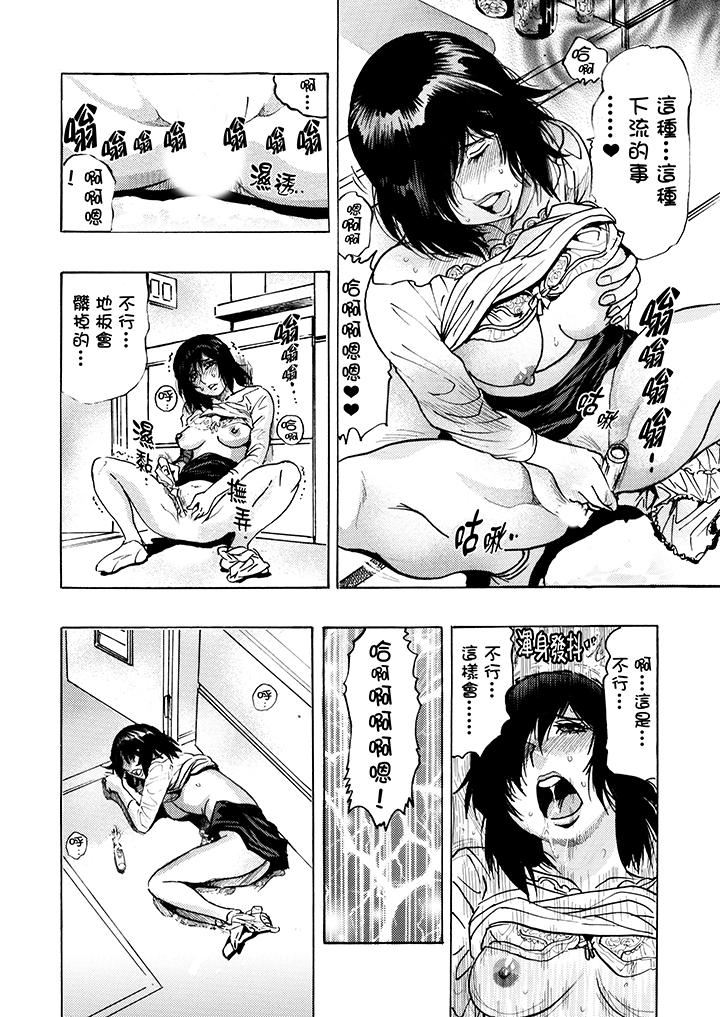 這種…這種
下流的事
……♥
哈啊
嗯啊啊
哈啊啊嗯嗯♥♥
嗡嗡嗡
嗡嗡嗡
咕啾
咕啾…
啊…
嗡嗡嗡嗡嗡嗡
濕透…
啊啊嗯！
不行…
地板會
髒掉的…
嗡嗡嗡
呼…
哈啊
濕黏
撫弄…
渾身發抖…
啊…這是…
不行…
不行…
這樣會……
哈啊啊啊啊嗯！
呼…
呼…